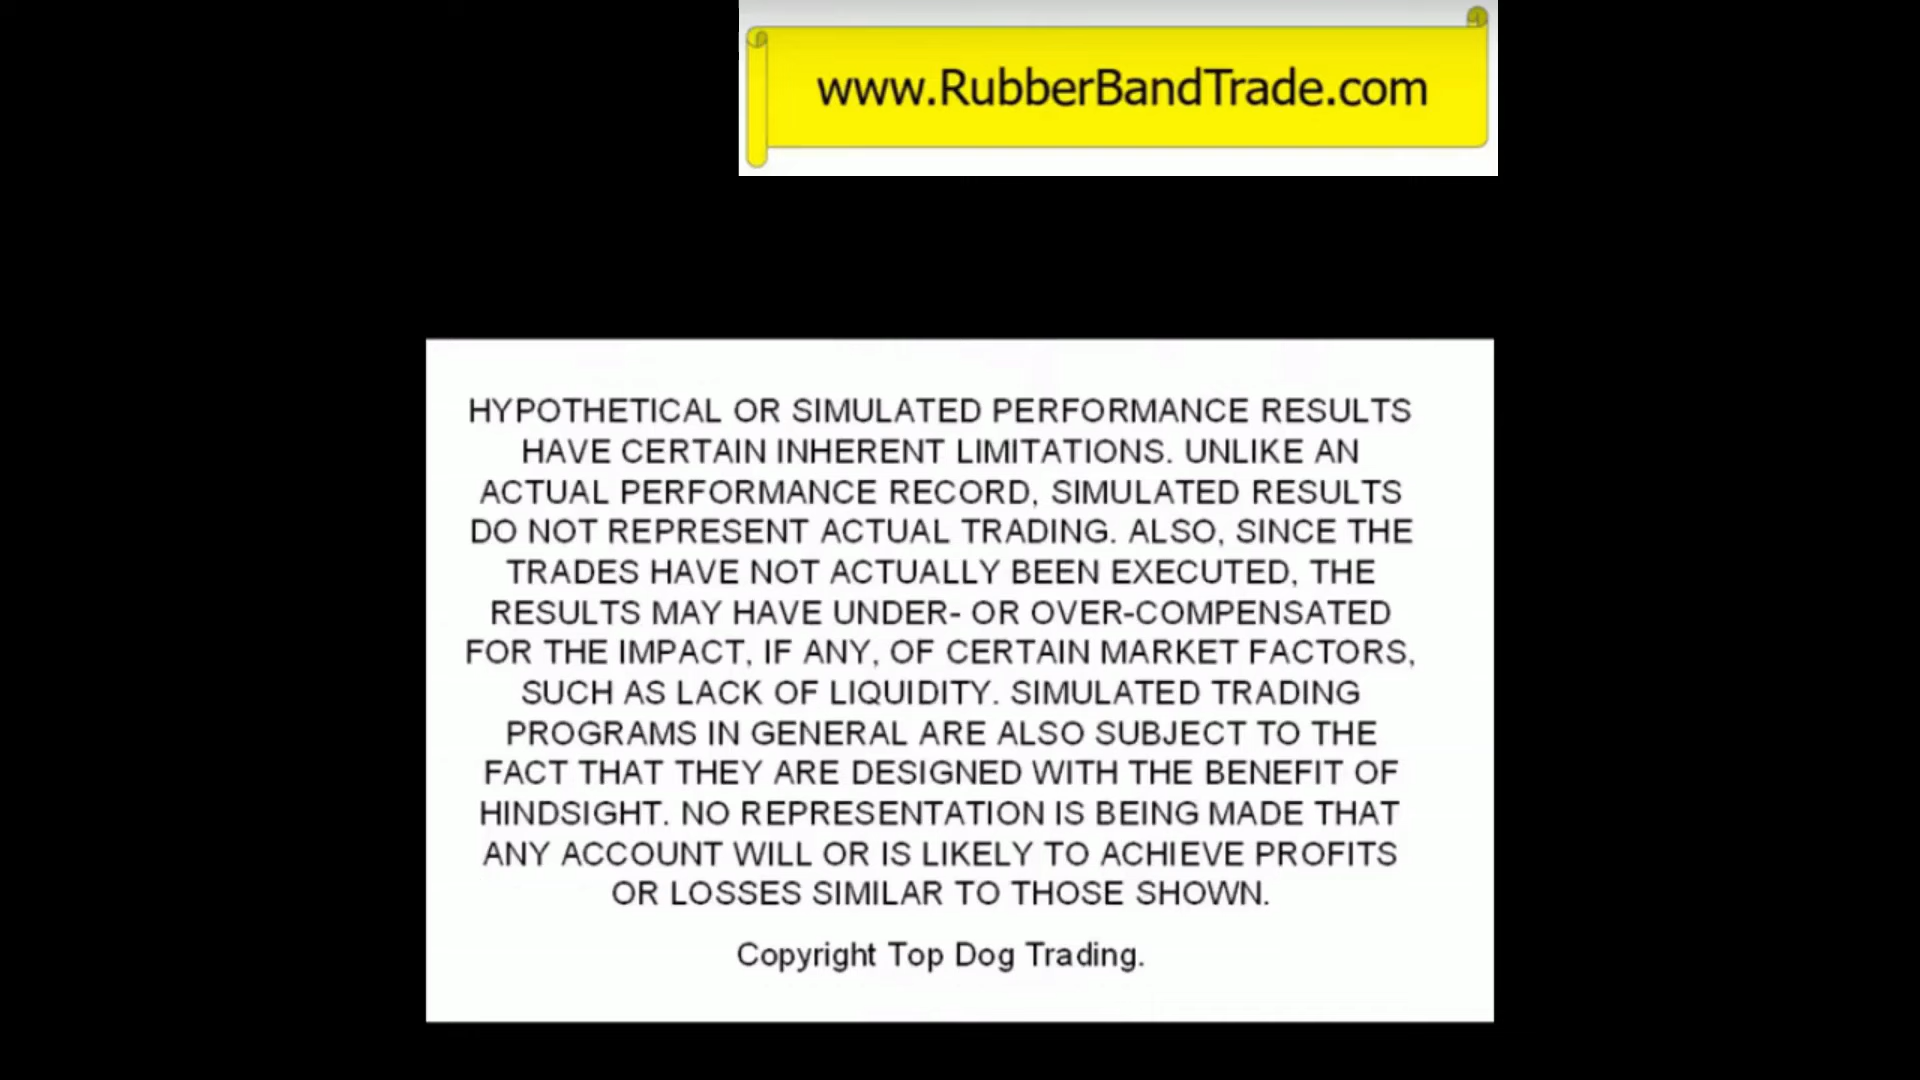 www.RubberBandTrade.com
HYPOTHETICAL OR SIMULATED PERFORMANCE RESULTS
HAVE CERTAIN INHERENT LIMITATIONS. UNLIKE AN
ACTUAL PERFORMANCE RECORD, SIMULATED RESULTS
DO NOT REPRESENT ACTUAL TRADING. ALSO, SINCE THE
TRADES HAVE NOT ACTUALLY BEEN EXECUTED, THE
RESULTS MAY HAVE UNDER- OR OVER-COMPENSATED
FOR THE IMPACT, IF ANY, OF CERTAIN MARKET FACTORS,
SUCH AS LACK OF LIQUIDITY. SIMULATED TRADING
PROGRAMS IN GENERAL ARE ALSO SUBJECT TO THE
FACT THAT THEY ARE DESIGNED WITH THE BENEFIT OF
HINDSIGHT. NO REPRESENTATION IS BEING MADE THAT
ANY ACCOUNT WILL OR IS LIKELY TO ACHIEVE PROFITS
OR LOSSES SIMILAR TO THOSE SHOWN.
Copyright Top Dog Trading.